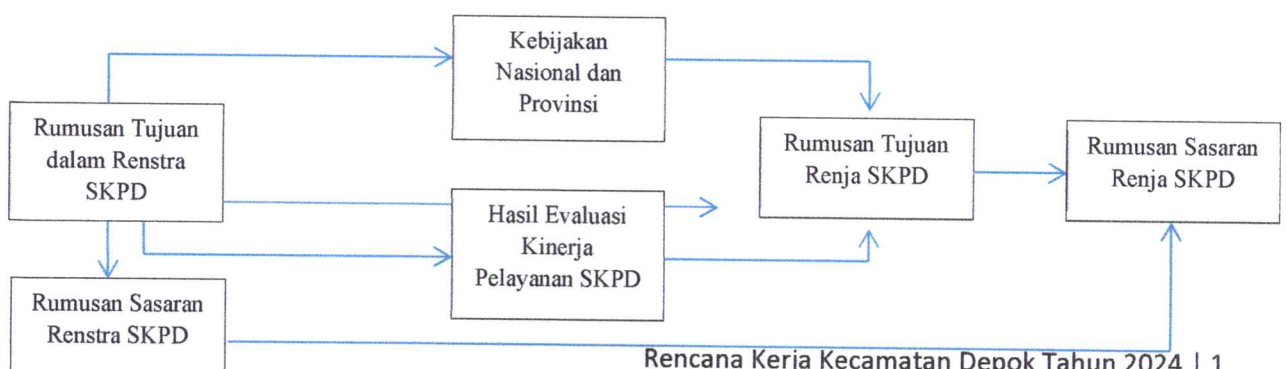 Kebijakan
Nasional dan
Provinsi
Rumusan Tujuan
dalam Renstra
SKPD
Rumusan Tujuan
Renja SKPD
Rumusan Sasaran
Renja SKPD
Hasil Evaluasi
Kinerja
Pelayanan SKPD
Rumusan Sasaran
Renstra SKPD
Rencana Kerja Kecamatan Depok Tahun 2024 | 1